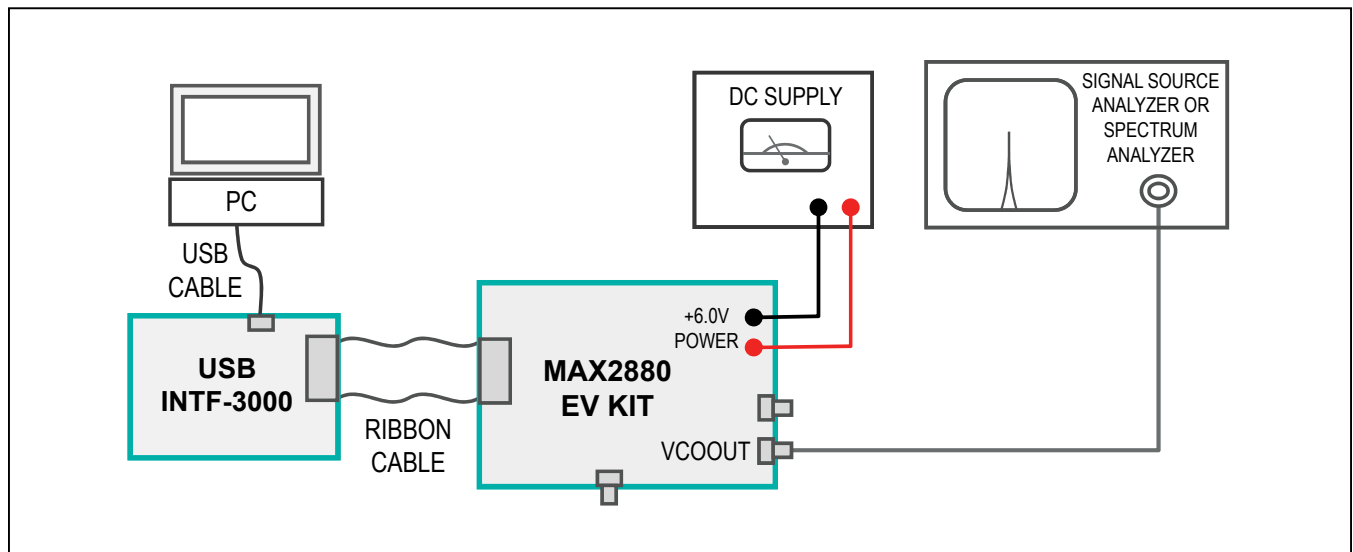 PC
USB
CABLE
USB
INTF-3000
RIBBON
CABLE
MAX2880
EV KIT
+6.0V
POWER
VCOOUT
DC SUPPLY
SIGNAL SOURCE
ANALYZER OR
SPECTRUM
ANALYZER